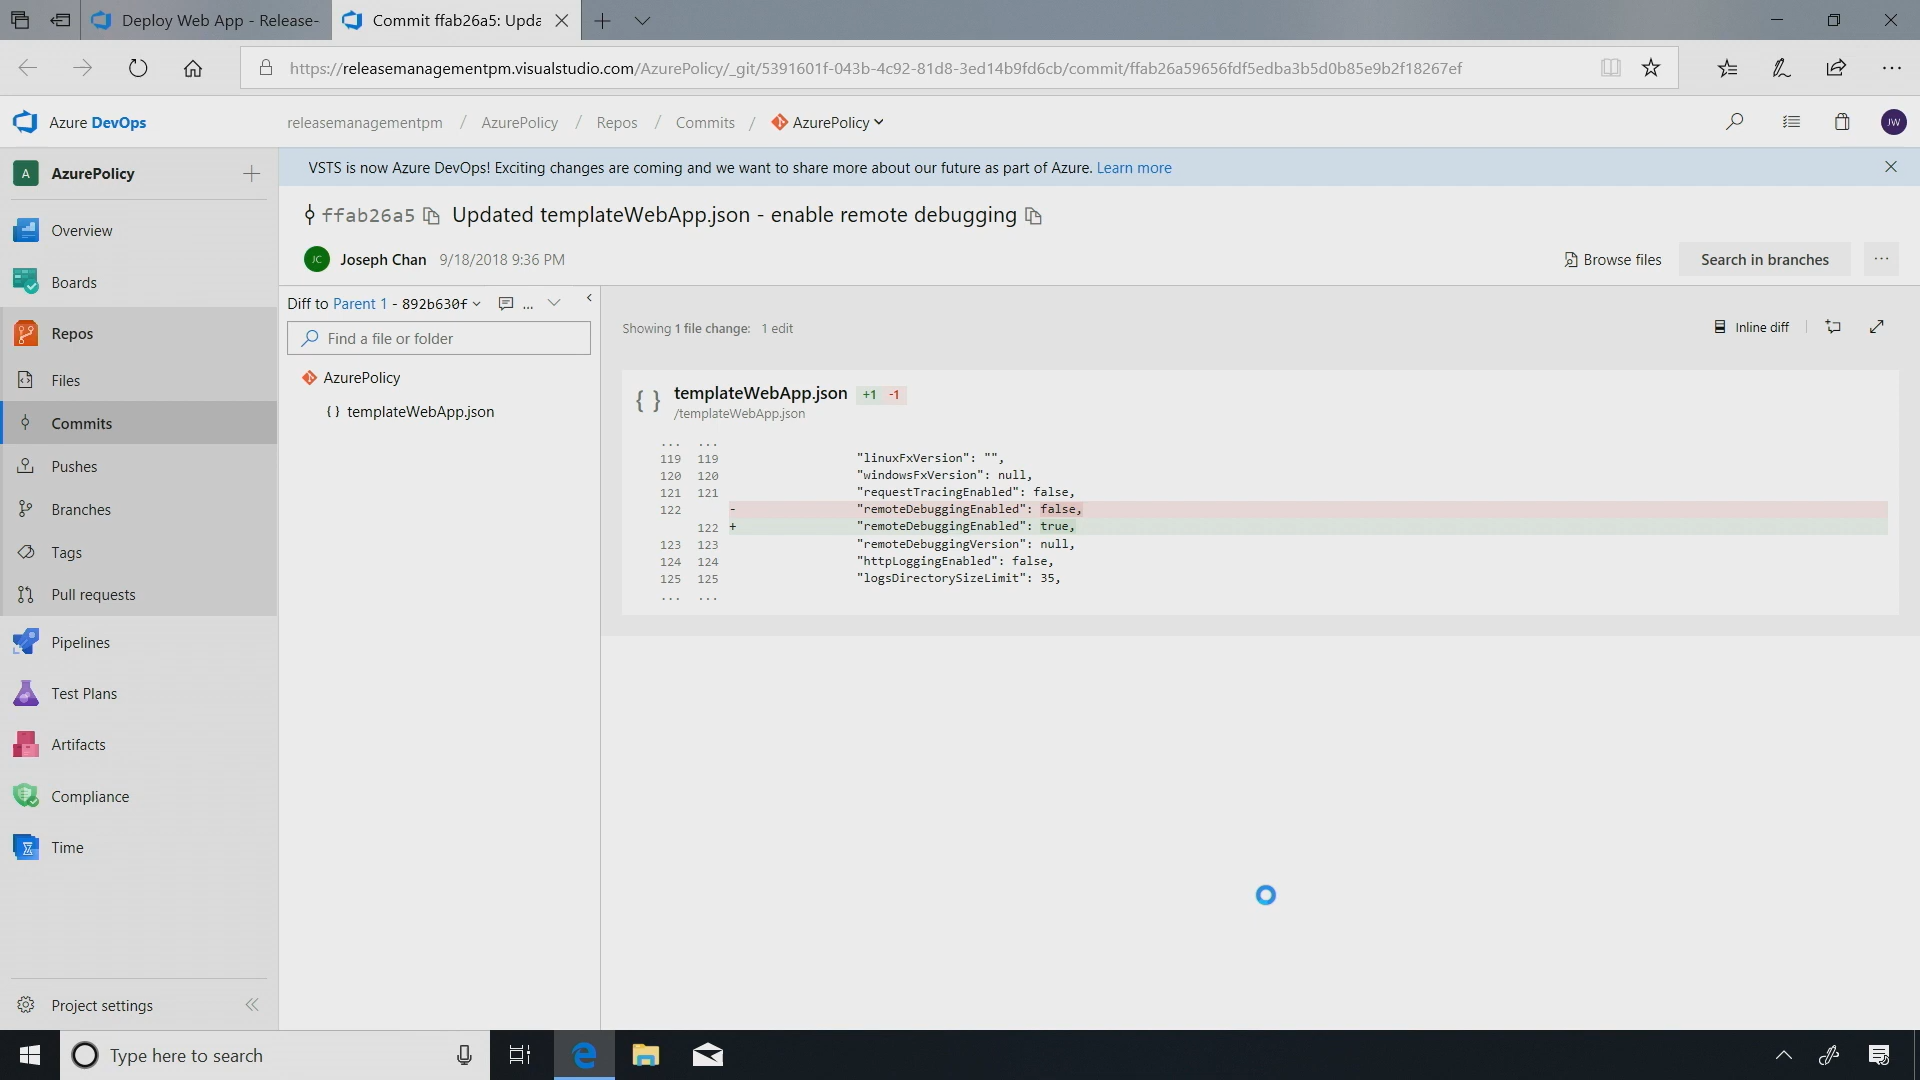 Deploy Web App - Release-
Commit ffab26a5: Upda
https://releasemanagementpm.visualstudio.com/AzurePolicy/_git/5391601f-043b-4c92-81d8-3ed14b9fd6cb/commit/ffab26a59656fdf5edba3b5d0b85e9b2f18267ef
Azure DevOps
releasemanagementpm / AzurePolicy / Repos / Commits / AzurePolicy
JW
A AzurePolicy
VSTS is now Azure DevOps! Exciting changes are coming and we want to share more about our future as part of Azure. Learn more
ffab26a5 Updated templateWebApp.json - enable remote debugging
JC Joseph Chan 9/18/2018 9:36 PM
Browse files
Search in branches
...
Overview
Boards
Repos
Files
Commits
Pushes
Branches
Tags
Pull requests
Pipelines
Test Plans
Artifacts
Compliance
Time
Project settings
Diff to Parent 1 - 892b630f
...
Find a file or folder
AzurePolicy
{} templateWebApp.json
Showing 1 file change: 1 edit
Inline diff
{ } templateWebApp.json +1 -1
/templateWebApp.json
... ...
119 119 "linuxFxVersion": "",
120 120 "windowsFxVersion": null,
121 121 "requestTracingEnabled": false,
122 - "remoteDebuggingEnabled": false,
122 + "remoteDebuggingEnabled": true,
123 123 "remoteDebuggingVersion": null,
124 124 "httpLoggingEnabled": false,
125 125 "logsDirectorySizeLimit": 35,
... ...
Type here to search